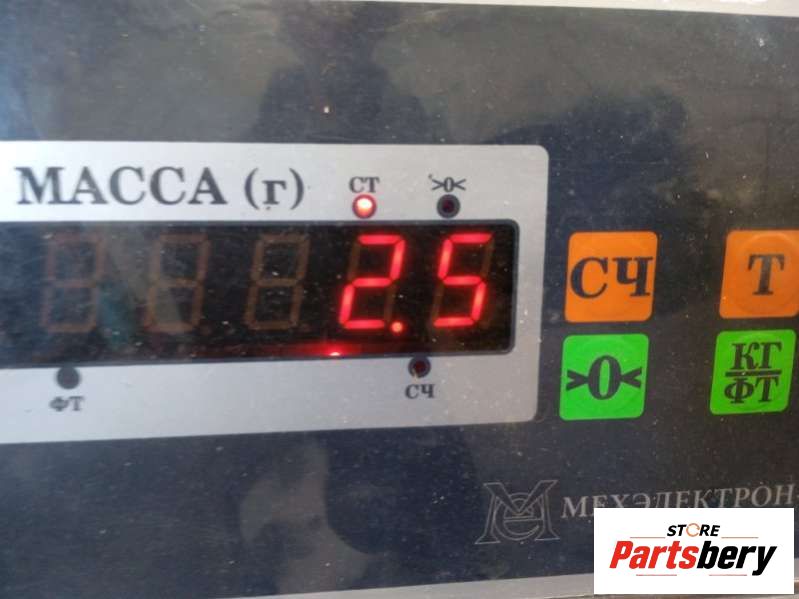 МАССА (г)
СТ
>0<
2.5
СЧ
Т
ФТ
СЧ
>0<
КГ
ФТ
МЕХЭЛЕКТРОН-
STORE
Partsbery